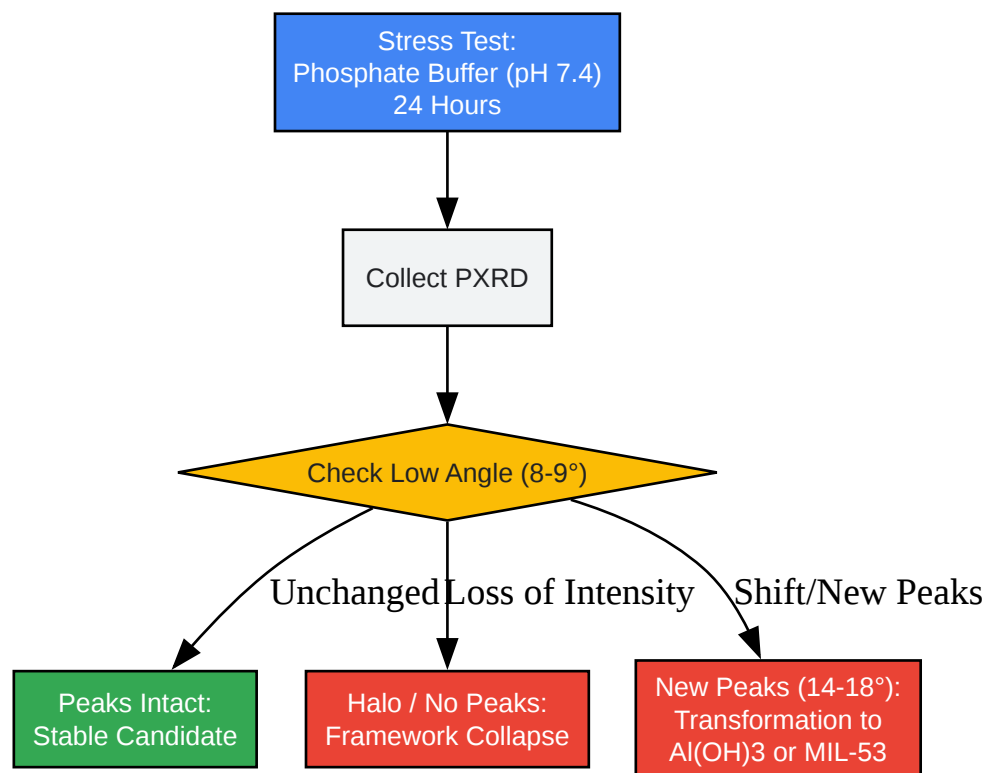 Stress Test:
Phosphate Buffer (pH 7.4)
24 Hours
Collect PXRD
Check Low Angle (8-9°)
Unchanged
Loss of Intensity
Shift/New Peaks
Peaks Intact:
Stable Candidate
Halo / No Peaks:
Framework Collapse
New Peaks (14-18°):
Transformation to
Al(OH)3 or MIL-53